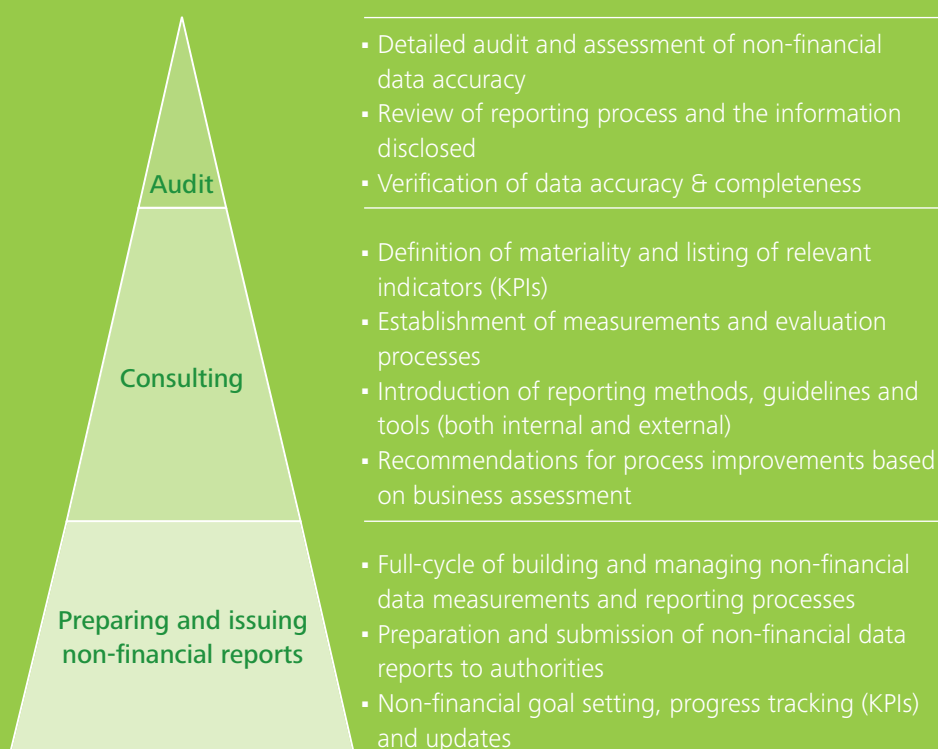 ▪ Detailed audit and assessment of non-financial
data accuracy
▪ Review of reporting process and the information
disclosed
▪ Verification of data accuracy & completeness
Audit
▪ Definition of materiality and listing of relevant
indicators (KPIs)
▪ Establishment of measurements and evaluation
processes
▪ Introduction of reporting methods, guidelines and
tools (both internal and external)
▪ Recommendations for process improvements based
on business assessment
Consulting
▪ Full-cycle of building and managing non-financial
data measurements and reporting processes
▪ Preparation and submission of non-financial data
reports to authorities
▪ Non-financial goal setting, progress tracking (KPIs)
and updates
Preparing and issuing
non-financial reports